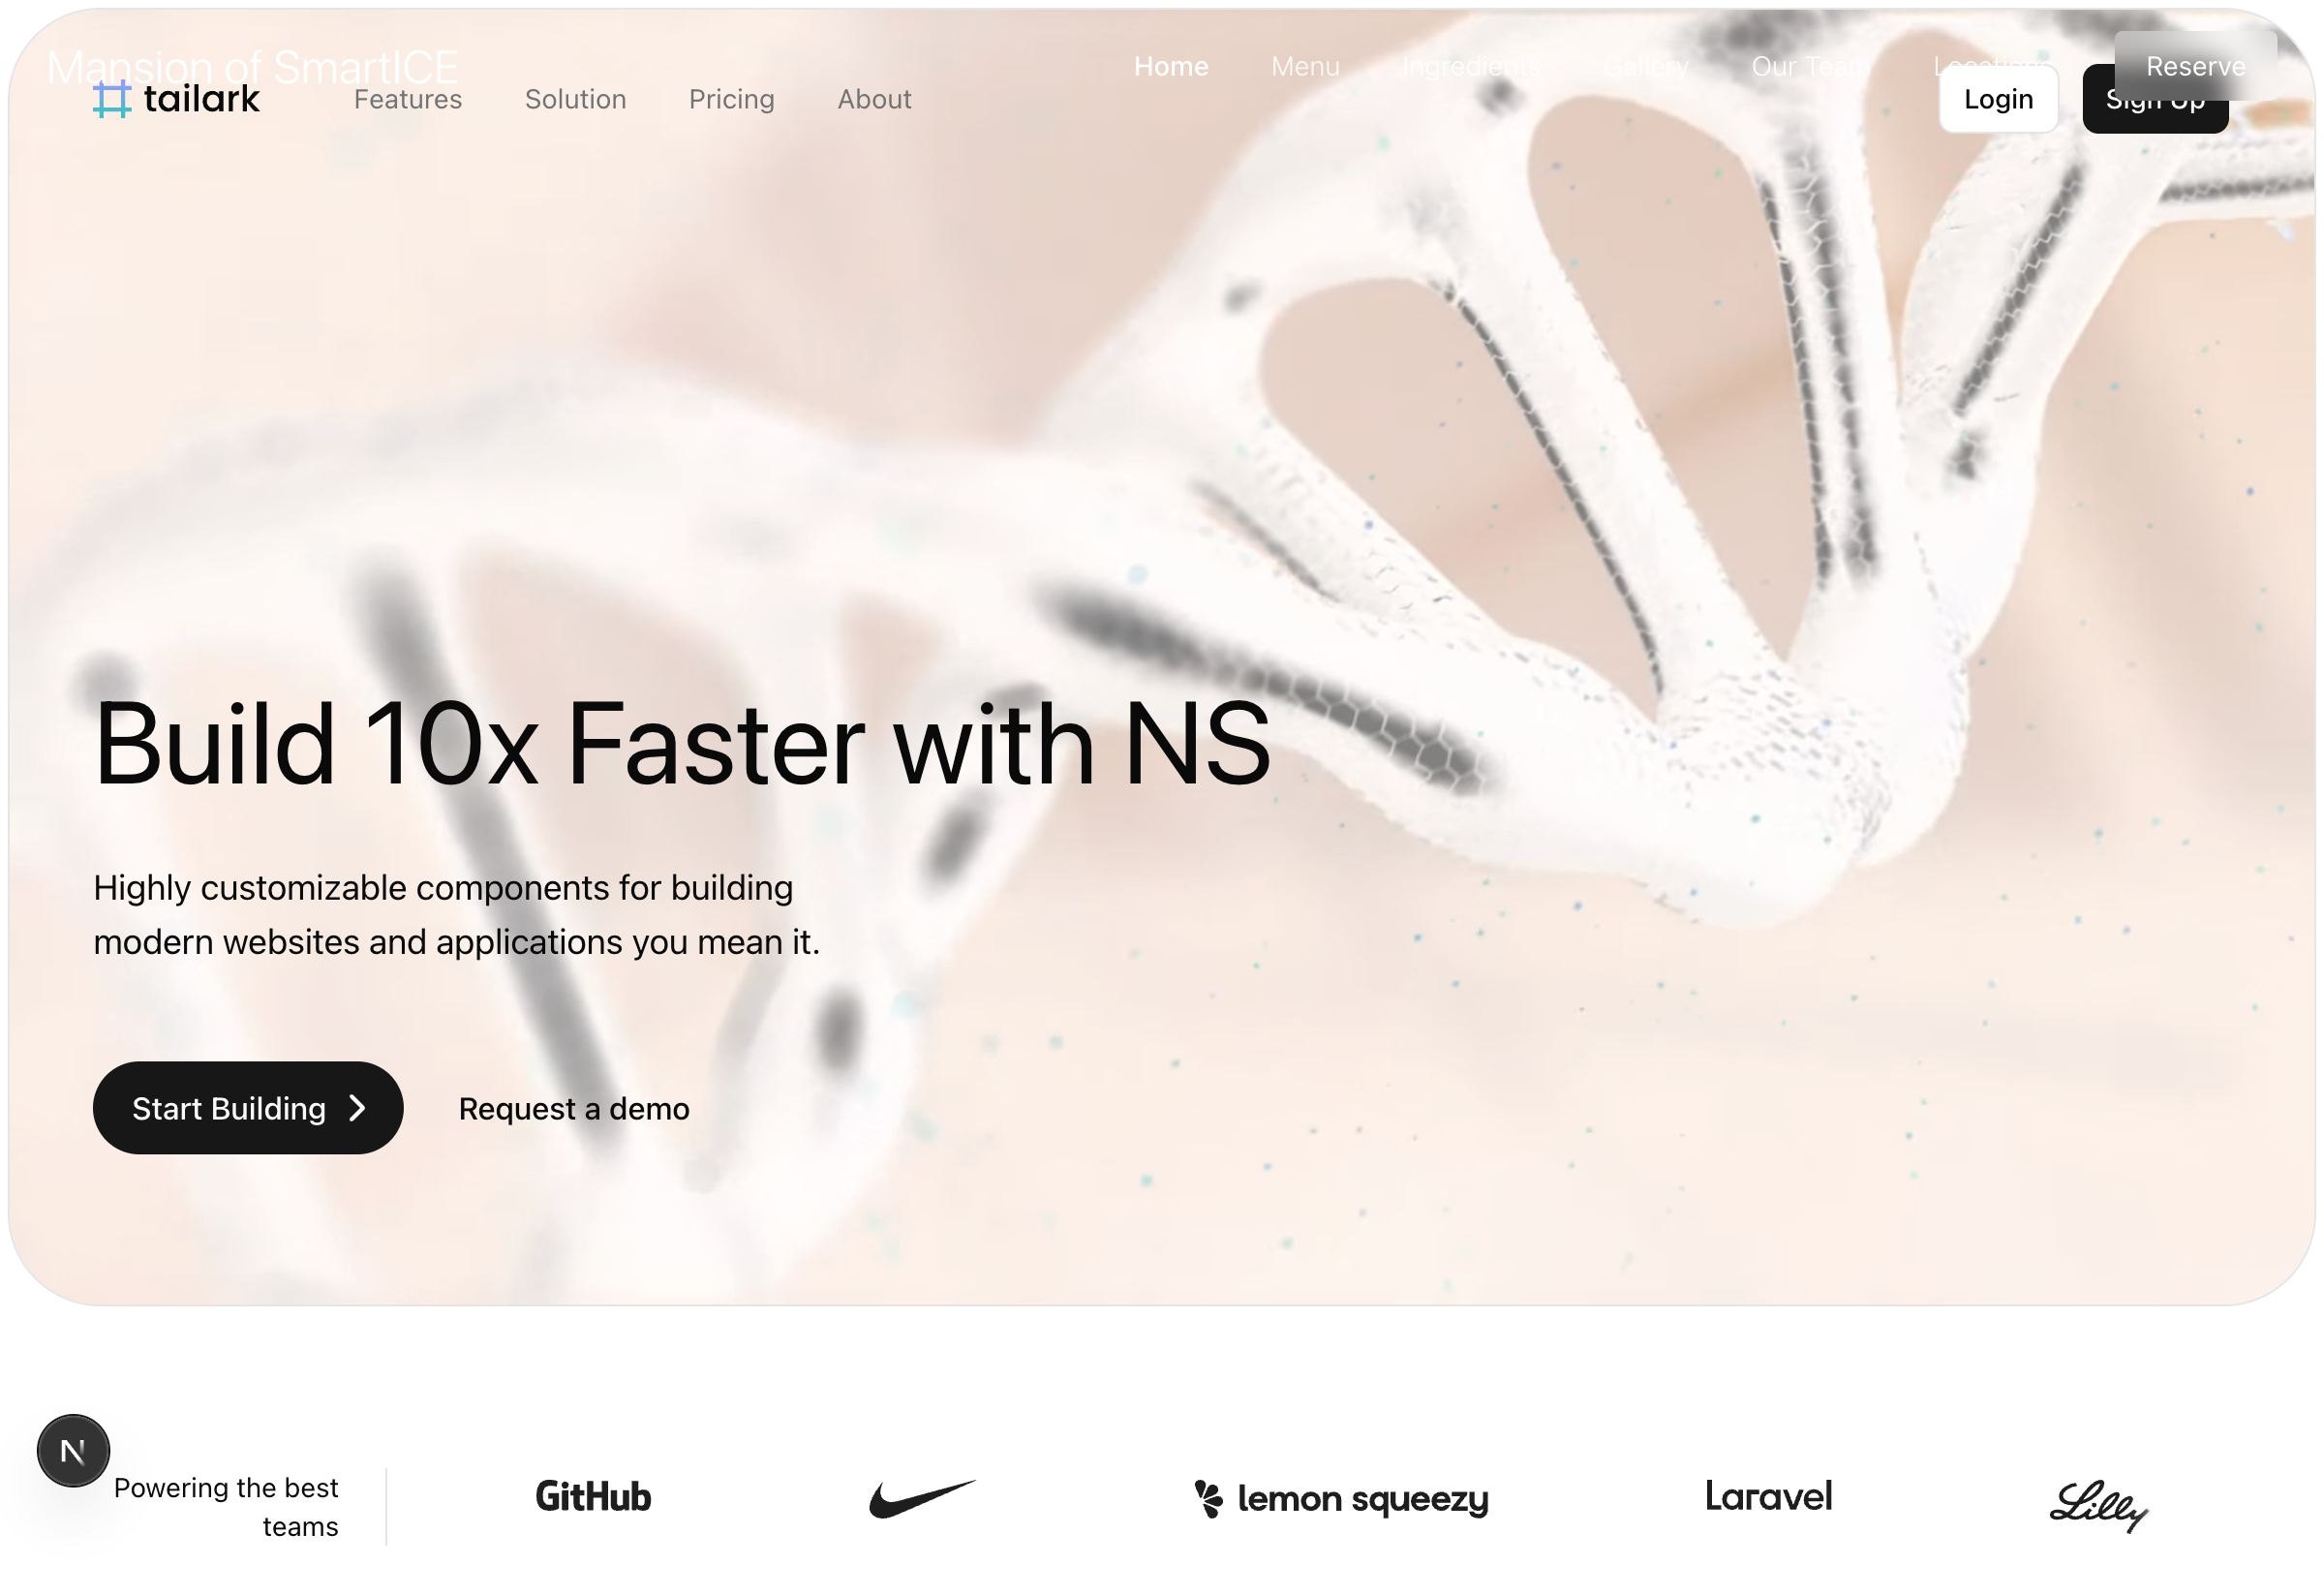 Mansion of SmartICE
Home Menu Ingredients Gallery Our Team Locations Reserve
tailark Features Solution Pricing About Login Sign Up
Build 10x Faster with NS
Highly customizable components for building
modern websites and applications you mean it.
Start Building Request a demo
N
Powering the best
teams
GitHub lemon squeezy Laravel Lilly